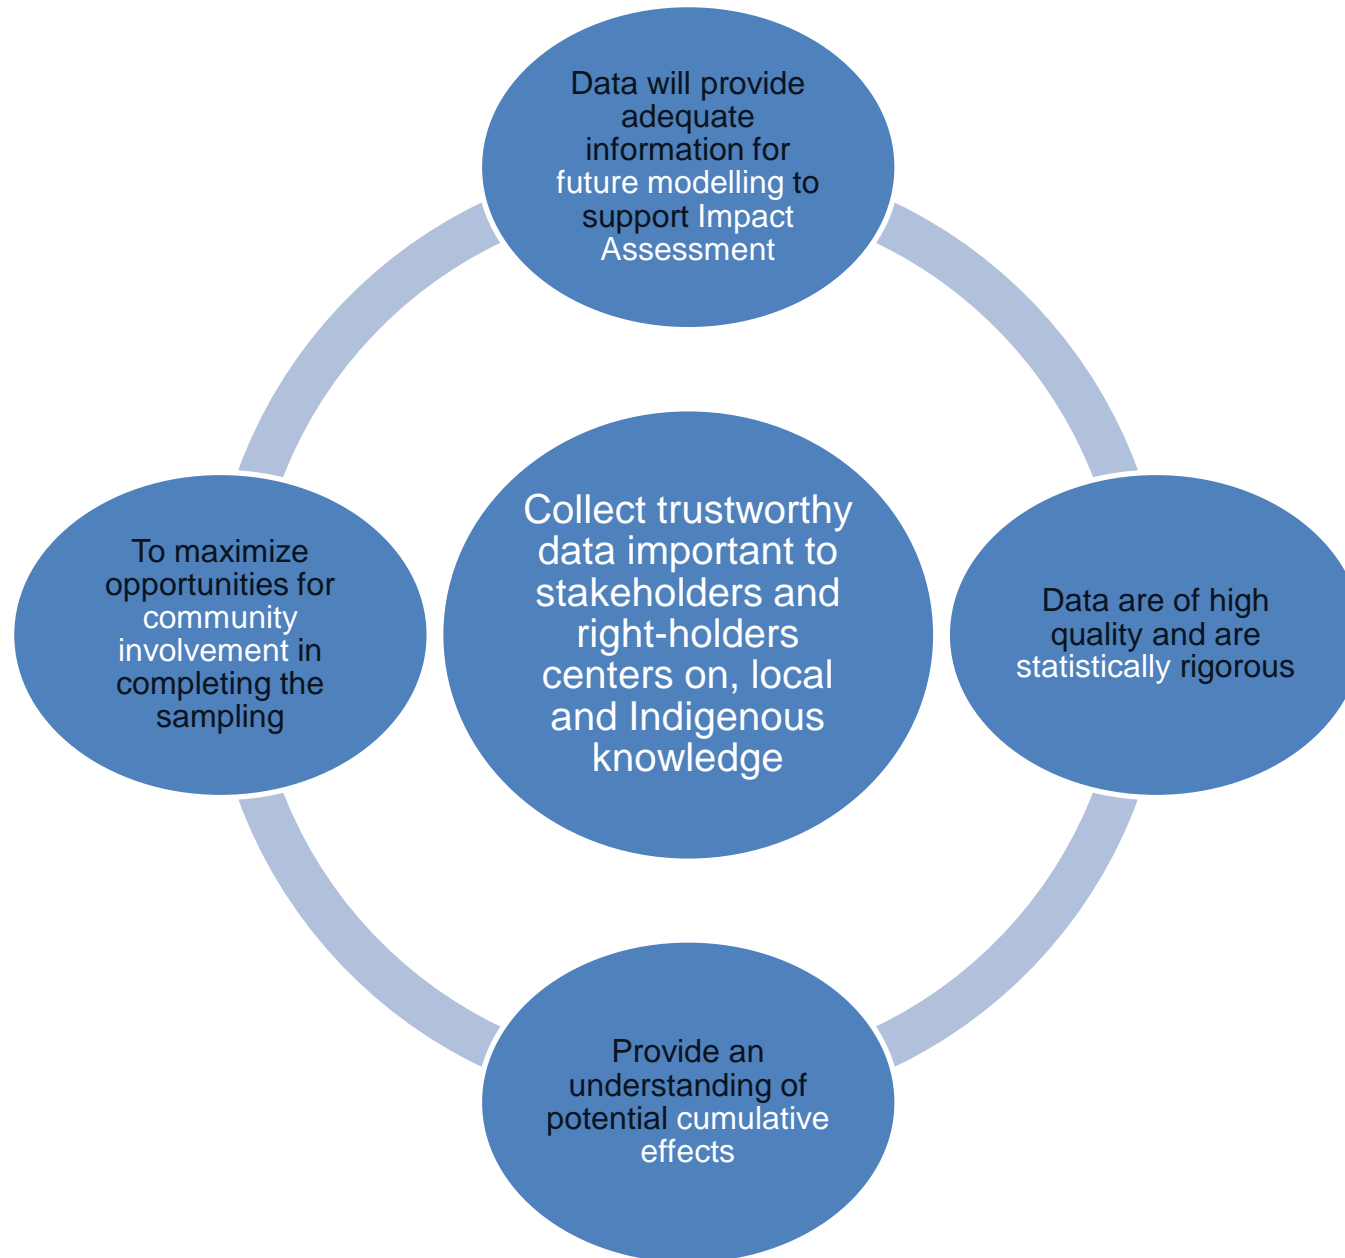 Data will provide
adequate
information for
future modelling to
support Impact
Assessment
Collect trustworthy
data important to
stakeholders and
right-holders
centers on, local
and Indigenous
knowledge
To maximize
opportunities for
community
involvement in
completing the
sampling
Data are of high
quality and are
statistically rigorous
Provide an
understanding of
potential cumulative
effects